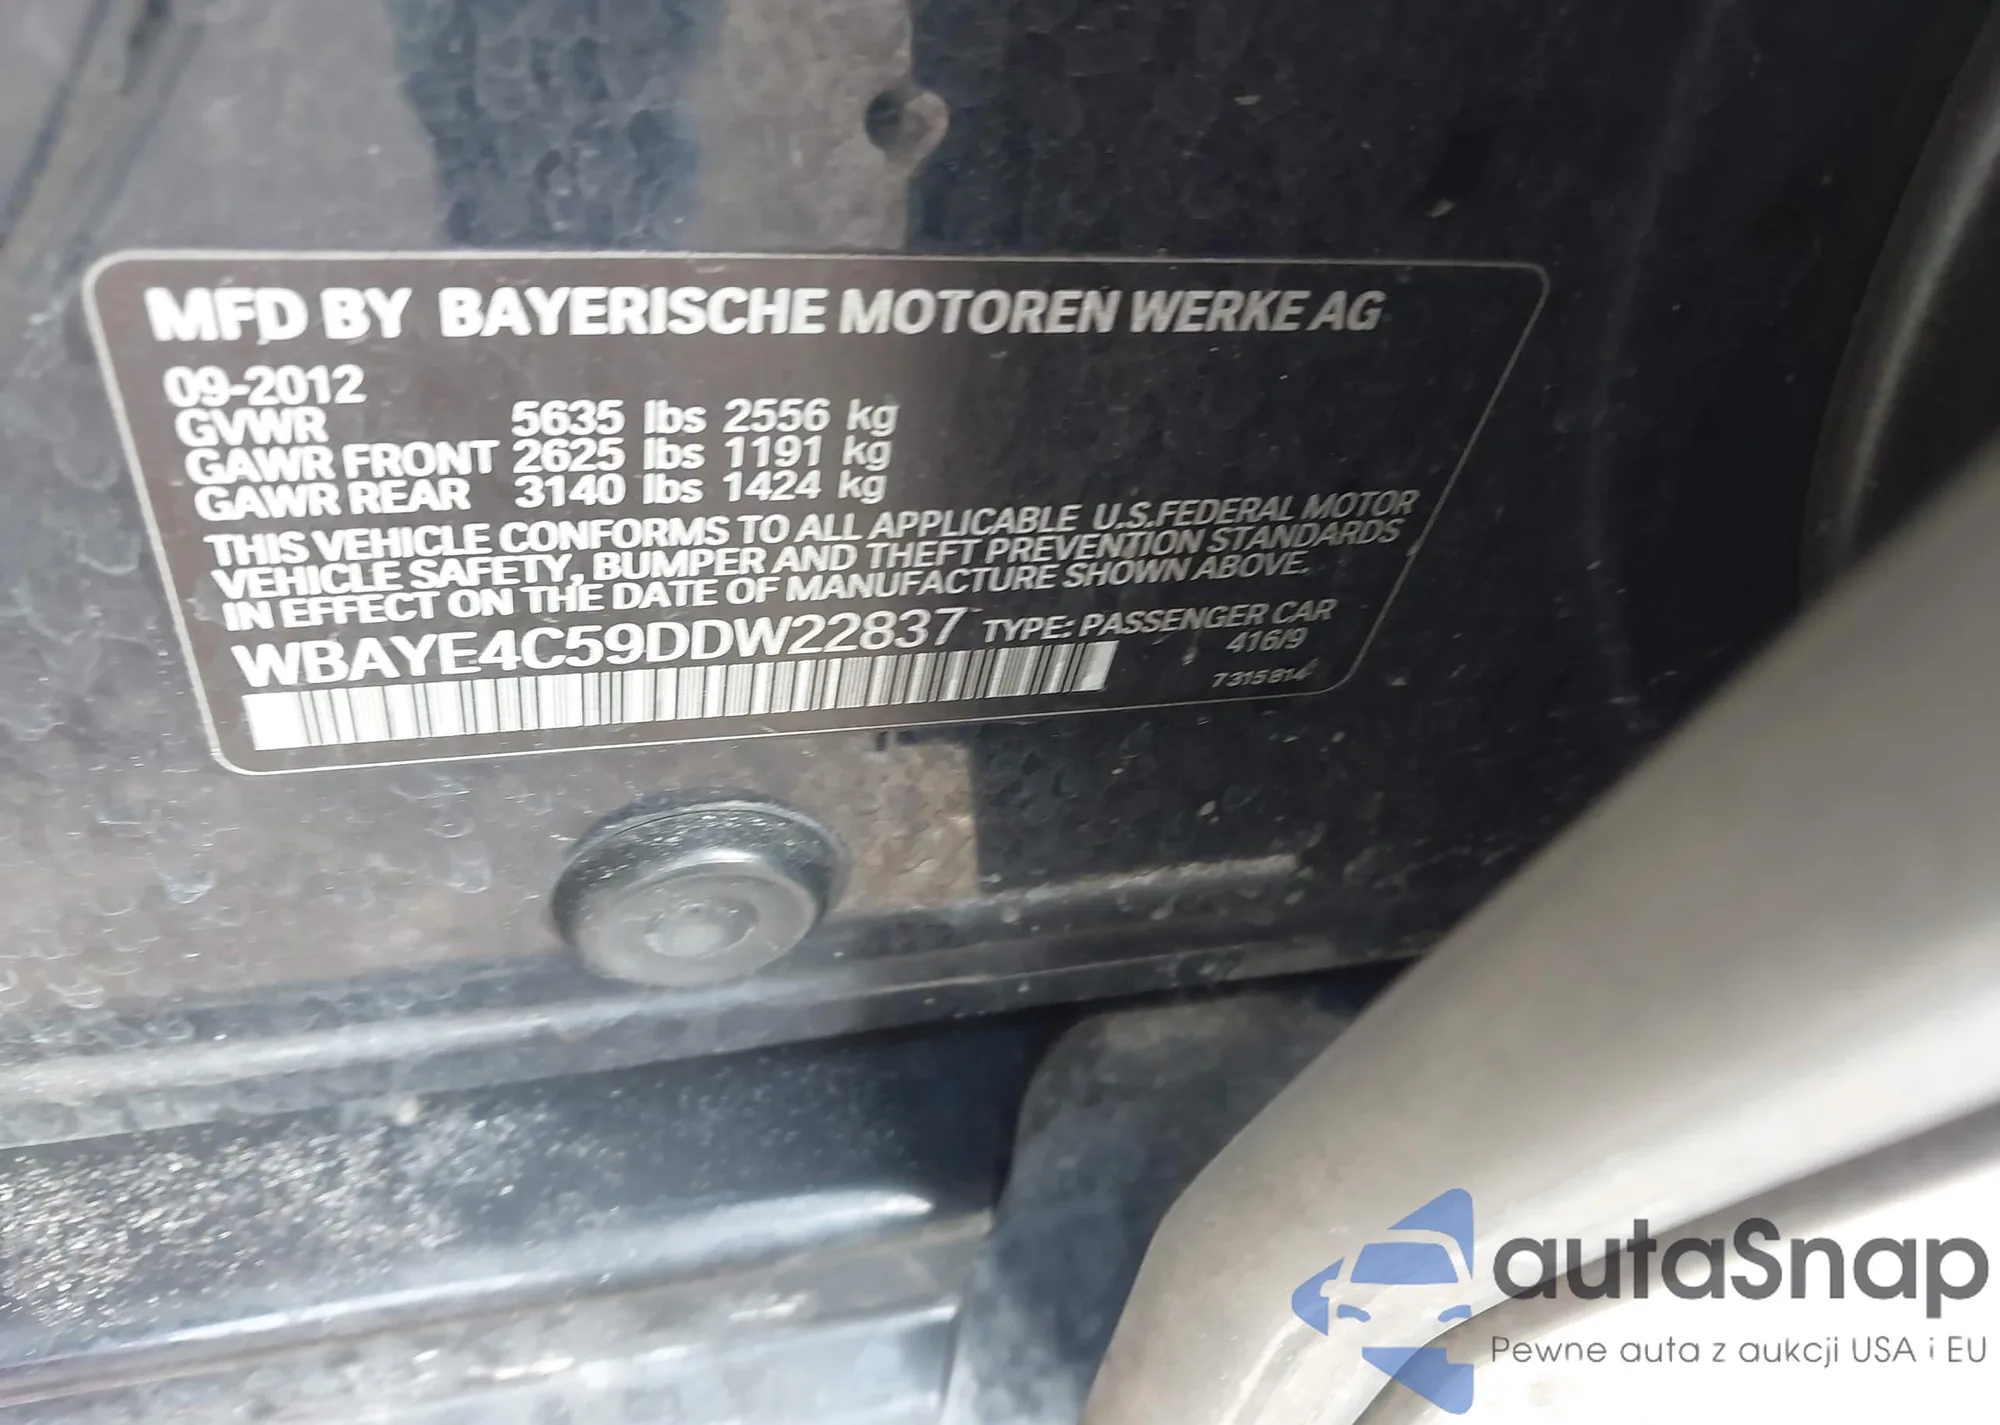 MFD BY BAYERISCHE MOTOREN WERKE AG
09-2012
GVWR 5635 lbs 2556 kg
GAWR FRONT 2625 lbs 1191 kg
GAWR REAR 3140 lbs 1424 kg
THIS VEHICLE CONFORMS TO ALL APPLICABLE U.S.FEDERAL MOTOR
VEHICLE SAFETY, BUMPER AND THEFT PREVENTION STANDARDS
IN EFFECT ON THE DATE OF MANUFACTURE SHOWN ABOVE.
WBAYE4C59DDW22837 TYPE: PASSENGER CAR
416/9
7 315 814
autaSnap
Pewne auta z aukcji USA i EU